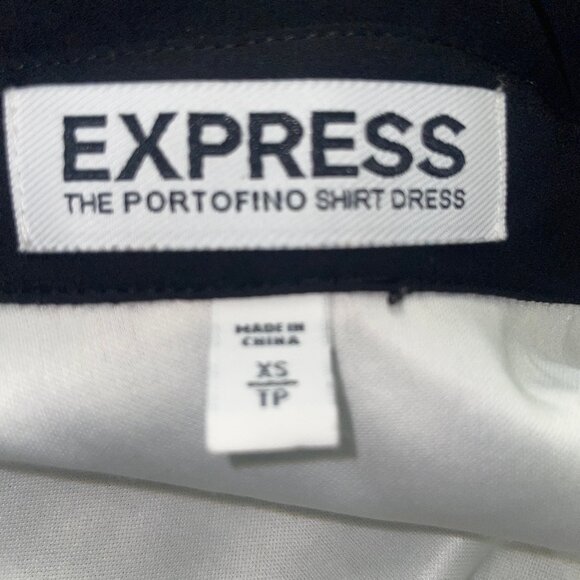 EXPRESS
THE PORTOFINO SHIRT DRESS
MADE IN
CHINA
XS
TP